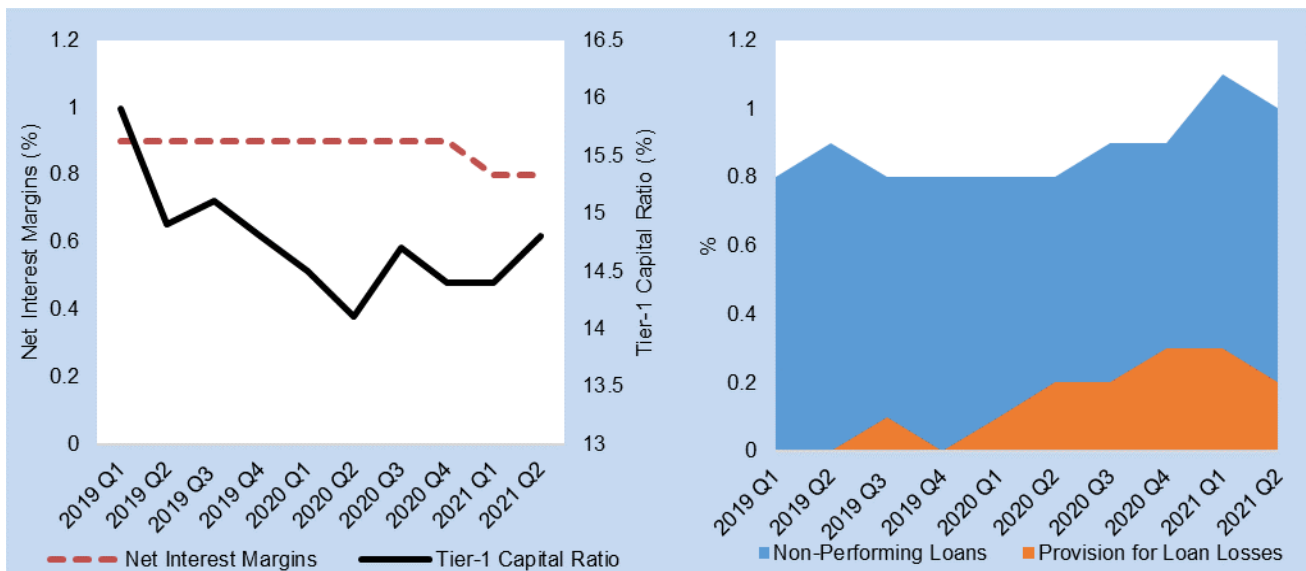 Net Interest Margins (%)
1.2
1
0.8
0.6
0.4
0.2
0
16.5
16
15.5
15
14.5
14
13.5
13
Tier-1 Capital Ratio (%)
2019 Q1
2019 Q2
2019 Q3
2019 Q4
2020 Q1
2020 Q2
2020 Q3
2020 Q4
2021 Q1
2021 Q2
Net Interest Margins
Tier-1 Capital Ratio
%
1.2
1
0.8
0.6
0.4
0.2
0
2019 Q1
2019 Q2
2019 Q3
2019 Q4
2020 Q1
2020 Q2
2020 Q3
2020 Q4
2021 Q1
2021 Q2
Non-Performing Loans
Provision for Loan Losses